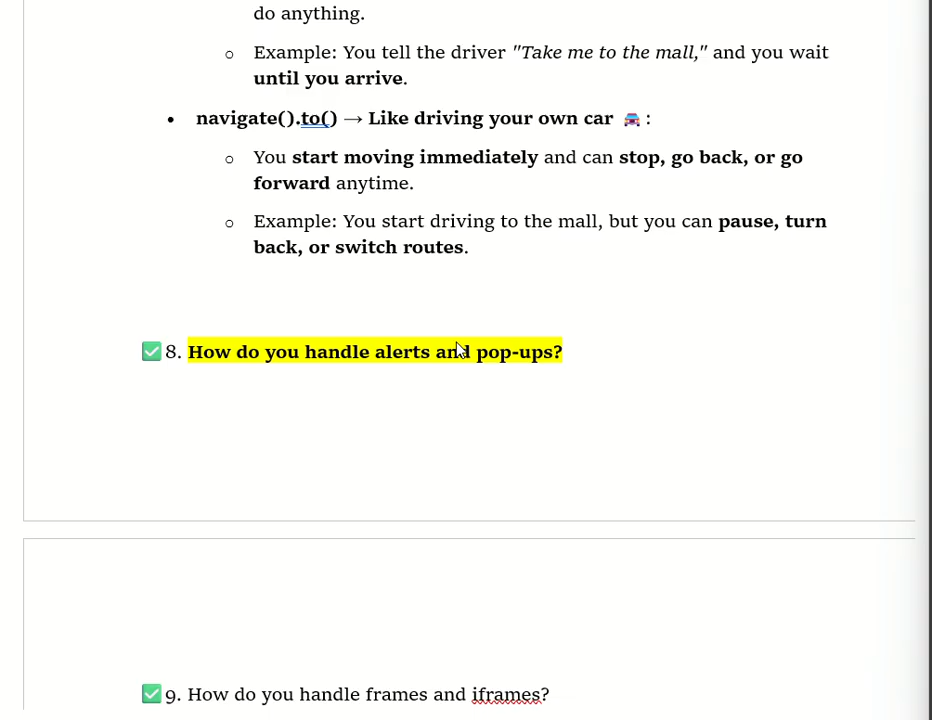 do anything.
○ Example: You tell the driver "Take me to the mall," and you wait
until you arrive.
• navigate().to() → Like driving your own car 🚘 :
○ You start moving immediately and can stop, go back, or go
forward anytime.
○ Example: You start driving to the mall, but you can pause, turn
back, or switch routes.
✅ 8. How do you handle alerts and pop-ups?
✅ 9. How do you handle frames and iframes?